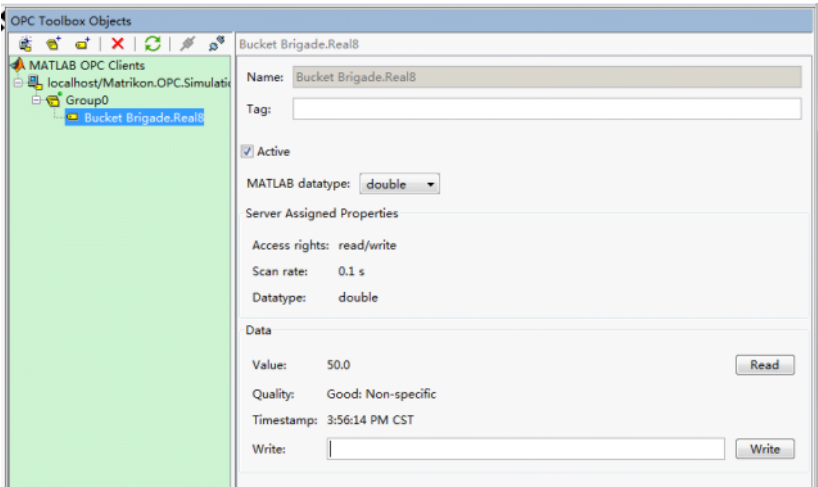 OPC Toolbox Objects
Bucket Brigade.Real8
MATLAB OPC Clients
localhost/Matrikon.OPC.Simulatio
Group0
Bucket Brigade.Real8
Name: Bucket Brigade.Real8
Tag:
Active
MATLAB datatype: double
Server Assigned Properties
Access rights: read/write
Scan rate: 0.1 s
Datatype: double
Data
Value: 50.0 Read
Quality: Good: Non-specific
Timestamp: 3:56:14 PM CST
Write: Write